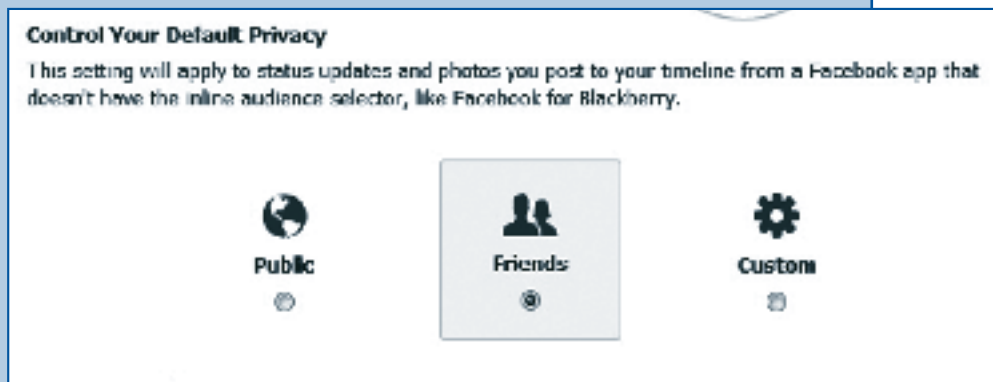 Control Your Default Privacy
This setting will apply to status updates and photos you post to your timeline from a Facebook app that
doesn't have the inline audience selector, like Facebook for Blackberry.
Public
Friends
Custom